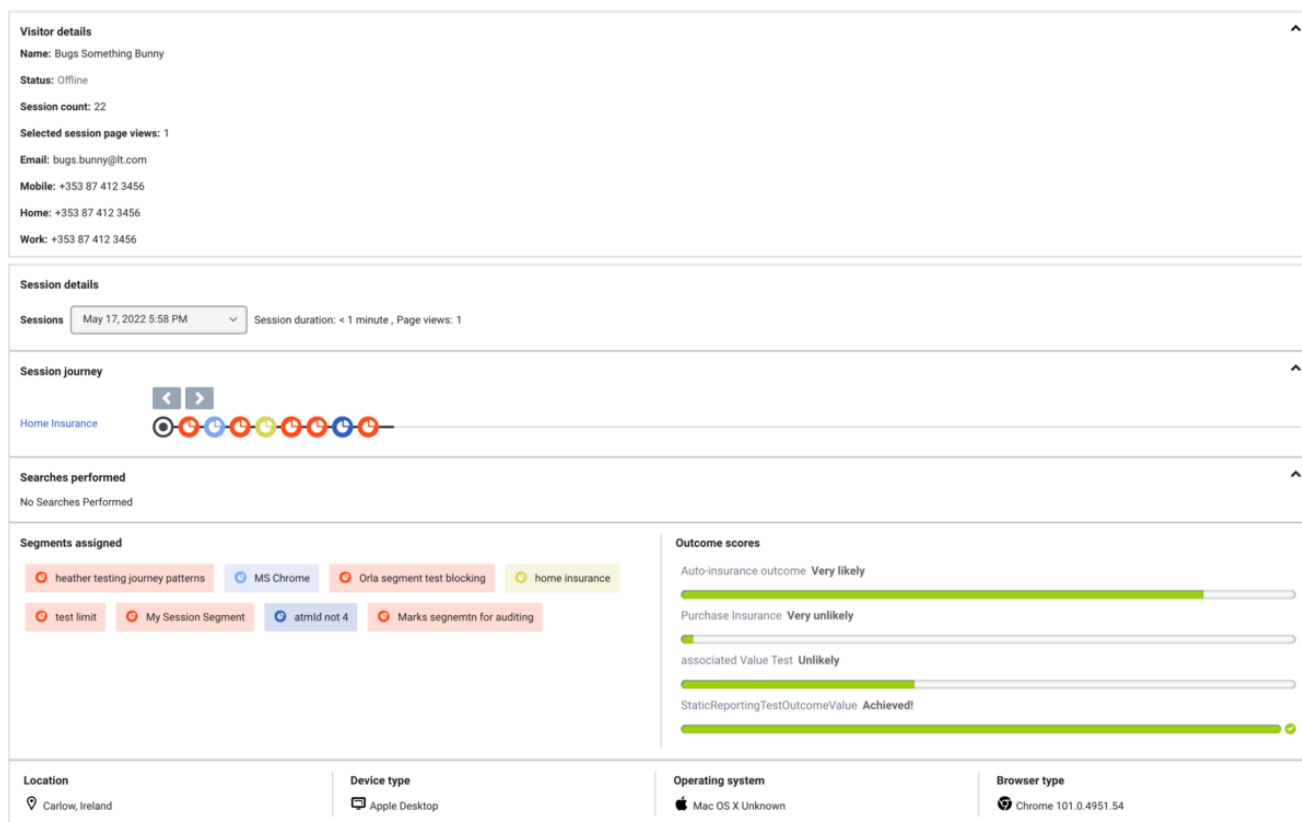 Visitor details
Name: Bugs Something Bunny
Status: Offline
Session count: 22
Selected session page views: 1
Email: bugs.bunny@lt.com
Mobile: +353 87 412 3456
Home: +353 87 412 3456
Work: +353 87 412 3456
Session details
Sessions May 17, 2022 5:58 PM Session duration: < 1 minute , Page views: 1
Session journey
Home Insurance
Searches performed
No Searches Performed
Segments assigned
heather testing journey patterns MS Chrome Orla segment test blocking home insurance
test limit My Session Segment atmId not 4 Marks segnemtn for auditing
Outcome scores
Auto-insurance outcome Very likely
Purchase Insurance Very unlikely
associated Value Test Unlikely
StaticReportingTestOutcomeValue Achieved!
Location
Carlow, Ireland
Device type
Apple Desktop
Operating system
Mac OS X Unknown
Browser type
Chrome 101.0.4951.54